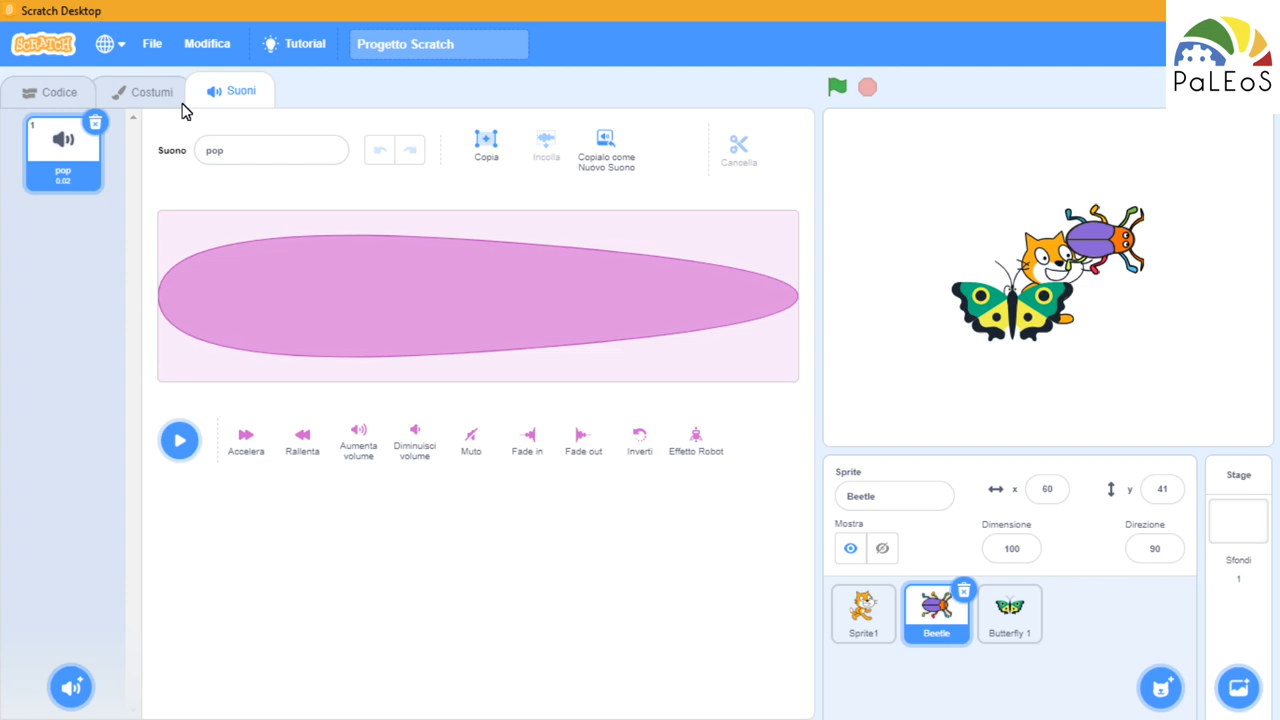 Scratch Desktop
SCRATCH
File
Modifica
Tutorial
Progetto Scratch
PaLEoS
Codice
Costumi
Suoni
1
pop
0.02
Suono
pop
Copia
Incolla
Copialo come
Nuovo Suono
Cancella
Accelera
Rallenta
Aumenta
volume
Diminuisci
volume
Muto
Fade in
Fade out
Inverti
Effetto Robot
Sprite
Beetle
x
60
y
41
Mostra
Dimensione
100
Direzione
90
Sprite1
Beetle
Butterfly 1
Stage
Sfondi
1